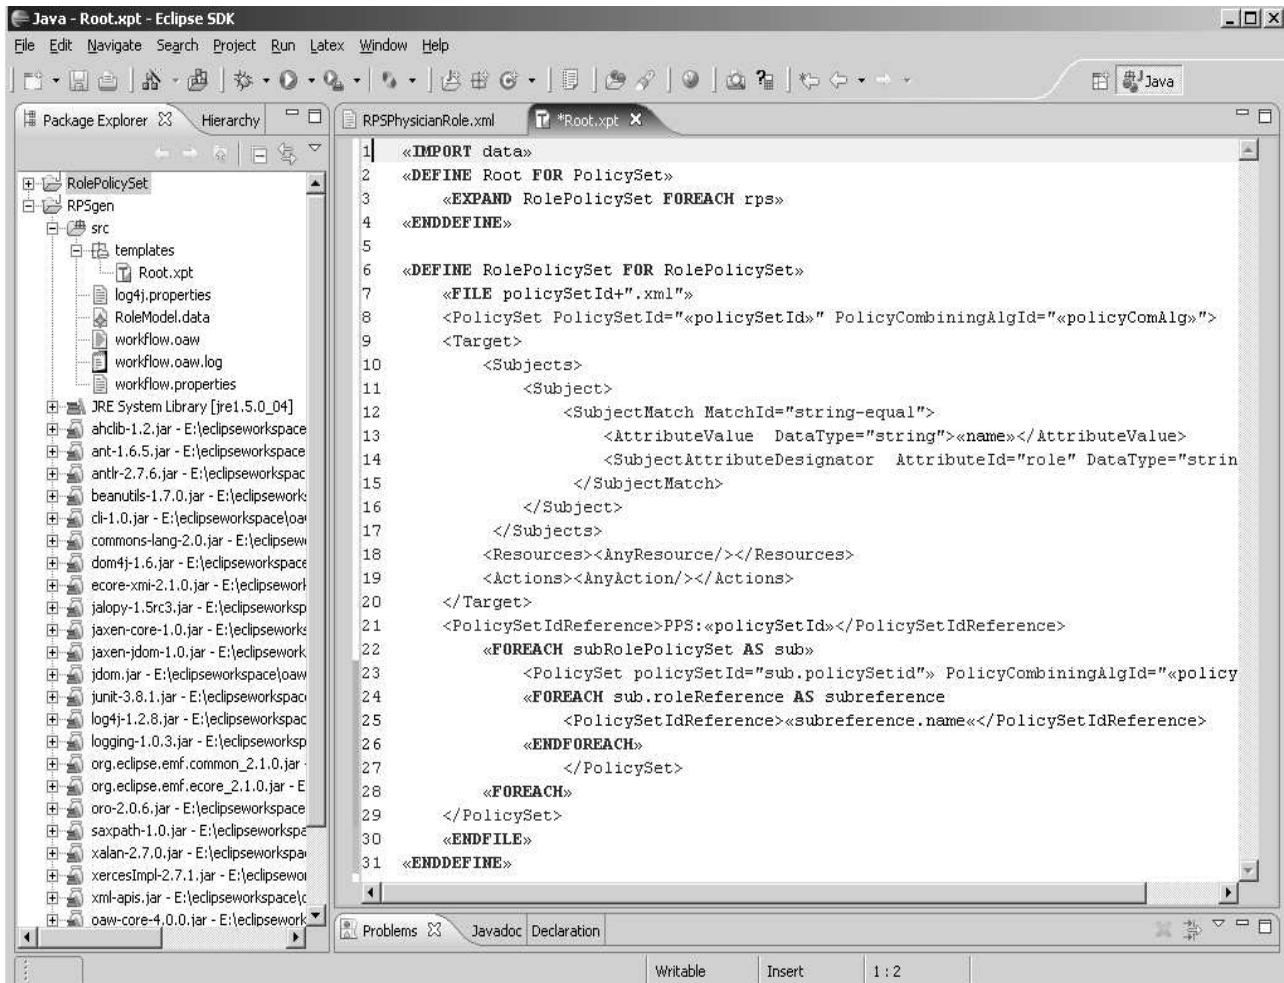 Java - Root.xpt - Eclipse SDK
File Edit Navigate Search Project Run Latex Window Help
Java
Package Explorer Hierarchy
RolePolicySet
RPSgen
src
templates
Root.xpt
log4j.properties
RoleModel.data
workflow.oaw
workflow.oaw.log
workflow.properties
JRE System Library [jre1.5.0_04]
ahclib-1.2.jar - E:\eclipseworkspace
ant-1.6.5.jar - E:\eclipseworkspace
antlr-2.7.6.jar - E:\eclipseworkspac
beanutils-1.7.0.jar - E:\eclipsework
cli-1.0.jar - E:\eclipseworkspace\oa
commons-lang-2.0.jar - E:\eclipsew
dom4j-1.6.jar - E:\eclipseworkspace
ecore-xmi-2.1.0.jar - E:\eclipsework
jalopy-1.5rc3.jar - E:\eclipseworksp
jaxen-core-1.0.jar - E:\eclipsework
jaxen-jdom-1.0.jar - E:\eclipsework
jdom.jar - E:\eclipseworkspace\oaw
junit-3.8.1.jar - E:\eclipseworkspac
log4j-1.2.8.jar - E:\eclipseworkspac
logging-1.0.3.jar - E:\eclipseworksp
org.eclipse.emf.common_2.1.0.jar -
org.eclipse.emf.ecore_2.1.0.jar - E
oro-2.0.6.jar - E:\eclipseworkspace
saxpath-1.0.jar - E:\eclipseworkspa
xalan-2.7.0.jar - E:\eclipseworkspa
xercesImpl-2.7.1.jar - E:\eclipsewo
xml-apis.jar - E:\eclipseworkspace\
oaw-core-4.0.0.jar - E:\eclipsework
RPSPhysicianRole.xml *Root.xpt
1 «IMPORT data»
2 «DEFINE Root FOR PolicySet»
3 «EXPAND RolePolicySet FOREACH rps»
4 «ENDDEFINE»
5
6 «DEFINE RolePolicySet FOR RolePolicySet»
7 «FILE policySetId+".xml"»
8 <PolicySet PolicySetId="«policySetId»" PolicyCombiningAlgId="«policyComAlg»">
9 <Target>
10 <Subjects>
11 <Subject>
12 <SubjectMatch MatchId="string-equal">
13 <AttributeValue DataType="string">«name»</AttributeValue>
14 <SubjectAttributeDesignator AttributeId="role" DataType="strin
15 </SubjectMatch>
16 </Subject>
17 </Subjects>
18 <Resources><AnyResource/></Resources>
19 <Actions><AnyAction/></Actions>
20 </Target>
21 <PolicySetIdReference>PPS:«policySetId»</PolicySetIdReference>
22 «FOREACH subRolePolicySet AS sub»
23 <PolicySet policySetId="sub.policySetid"» PolicyCombiningAlgId="«policy
24 «FOREACH sub.roleReference AS subreference
25 <PolicySetIdReference>«subreference.name«</PolicySetIdReference>
26 «ENDFOREACH»
27 </PolicySet>
28 «FOREACH»
29 </PolicySet>
30 «ENDFILE»
31 «ENDDEFINE»
Problems Javadoc Declaration
Writable Insert 1 : 2